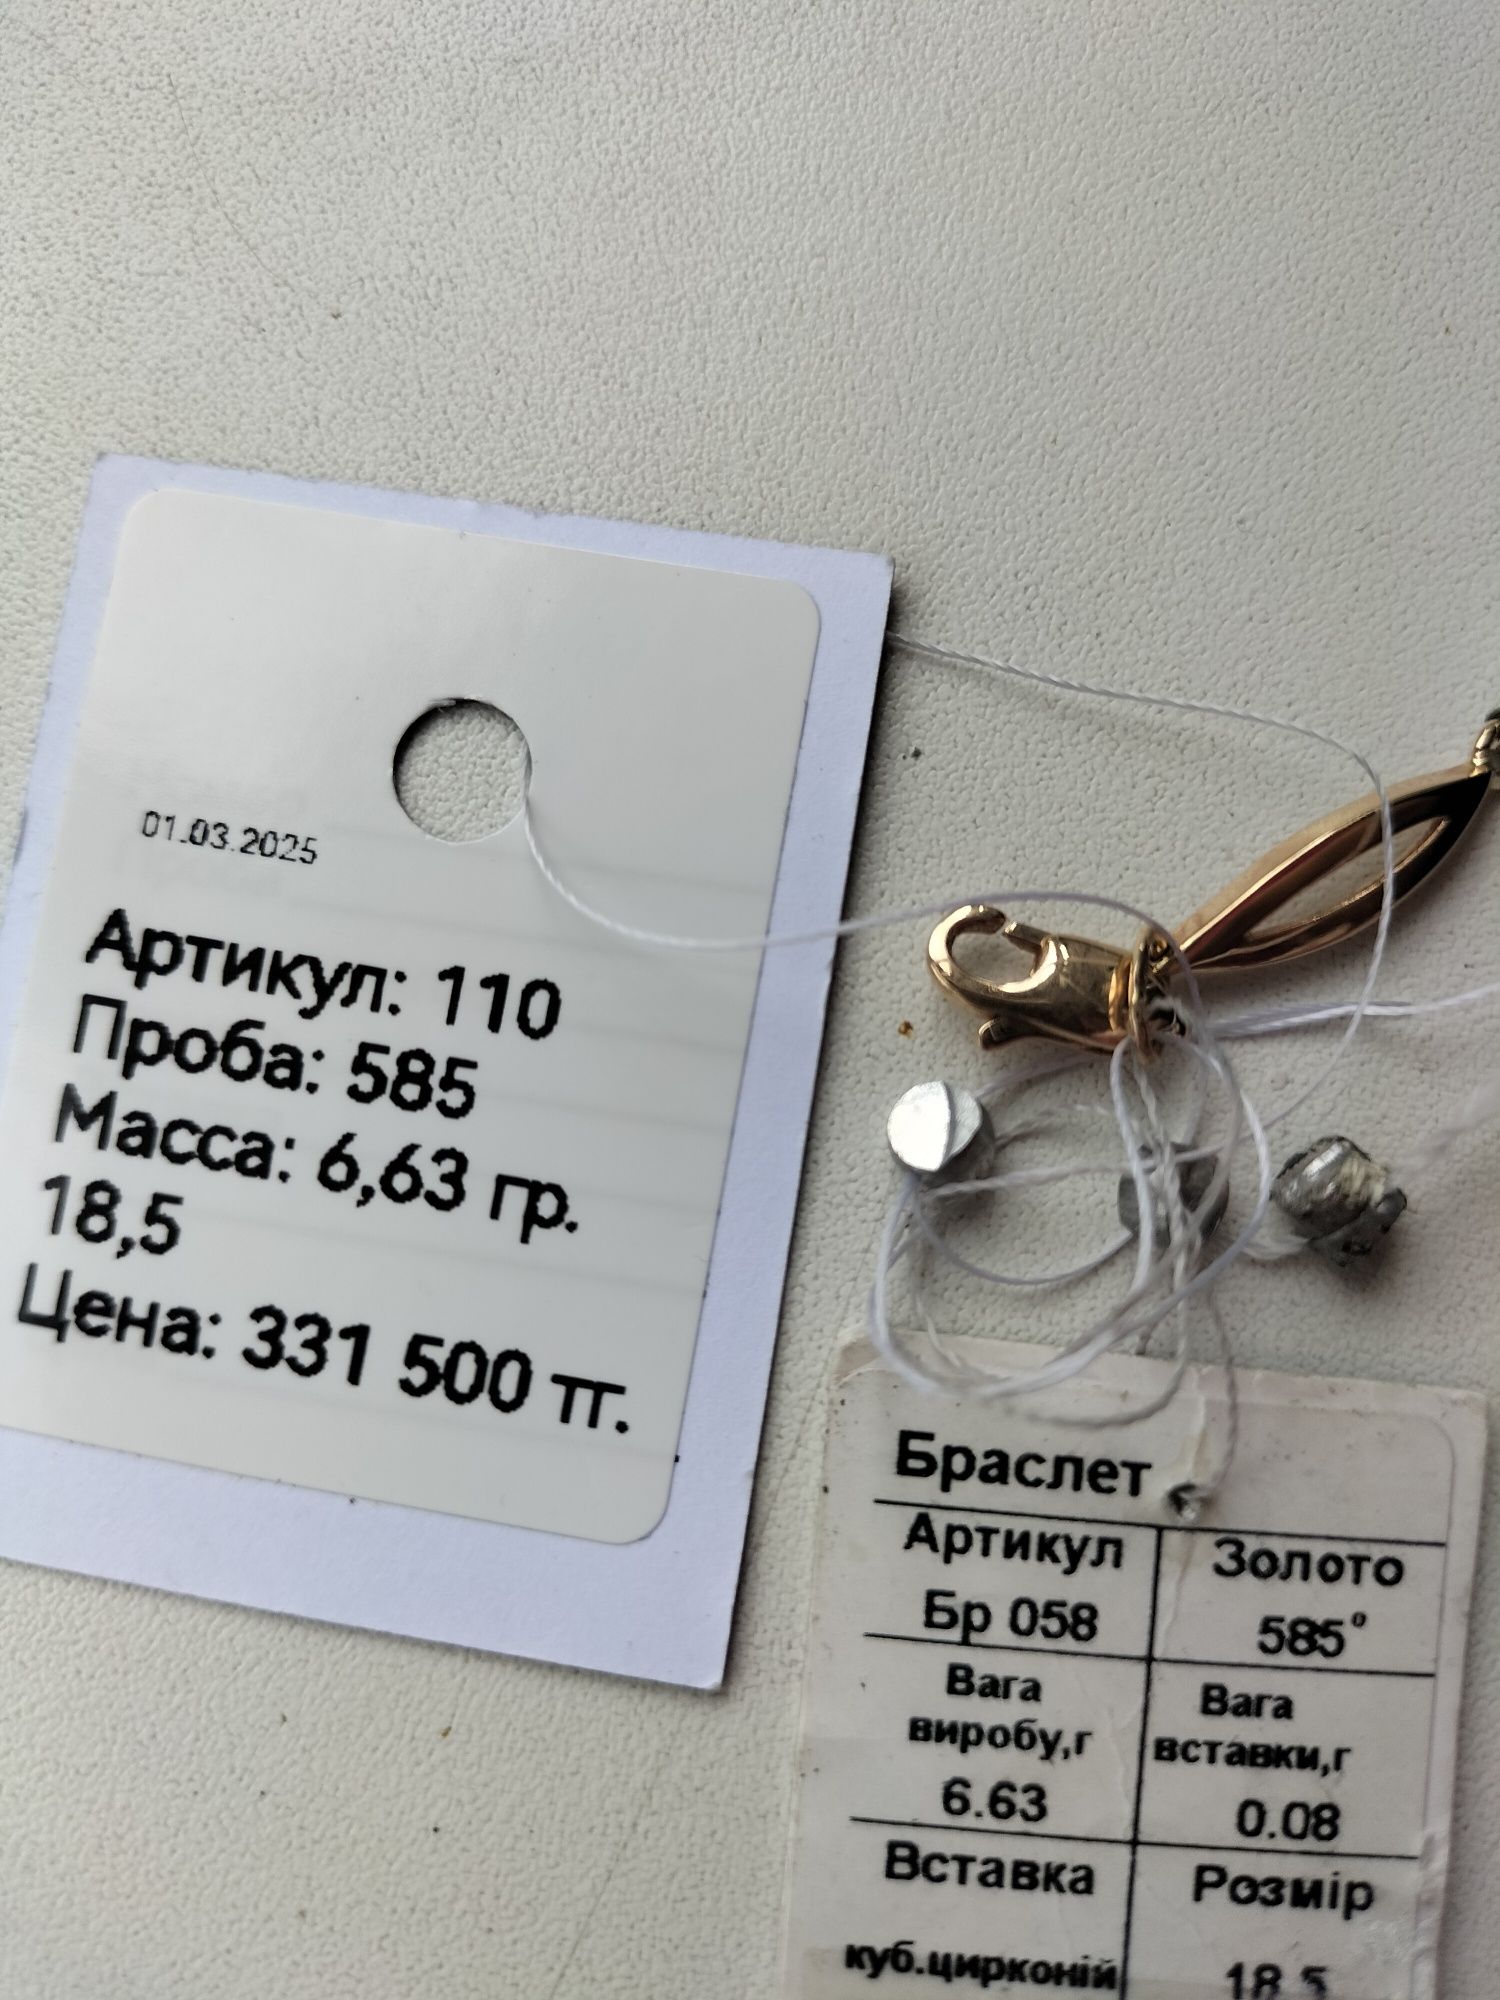 01.03.2025
Артикул: 110
Проба: 585
Масса: 6,63 гр.
18,5
Цена: 331 500 тг.
Браслет
Артикул Золото
Бр 058 585°
Вага Вага
виробу,г вставки,г
6.63 0.08
Вставка Розмір
куб.цирконій 18.5